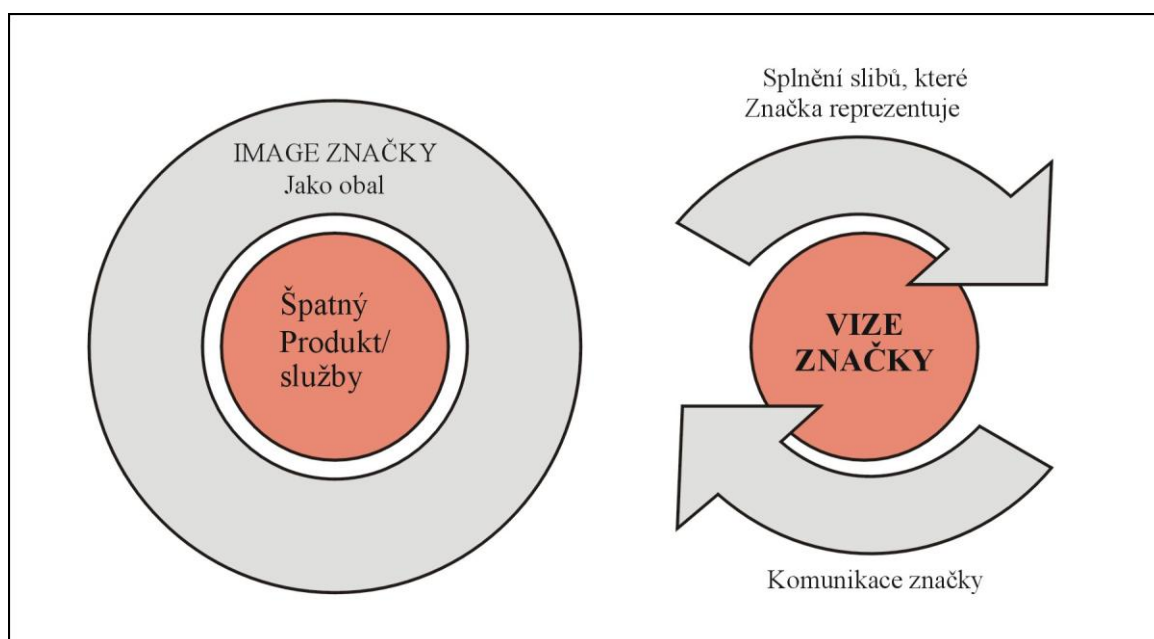 IMAGE ZNAČKY
Jako obal
Špatný
Produkt/
služby
Splnění slibů, které
Značka reprezentuje
VIZE
ZNAČKY
Komunikace značky